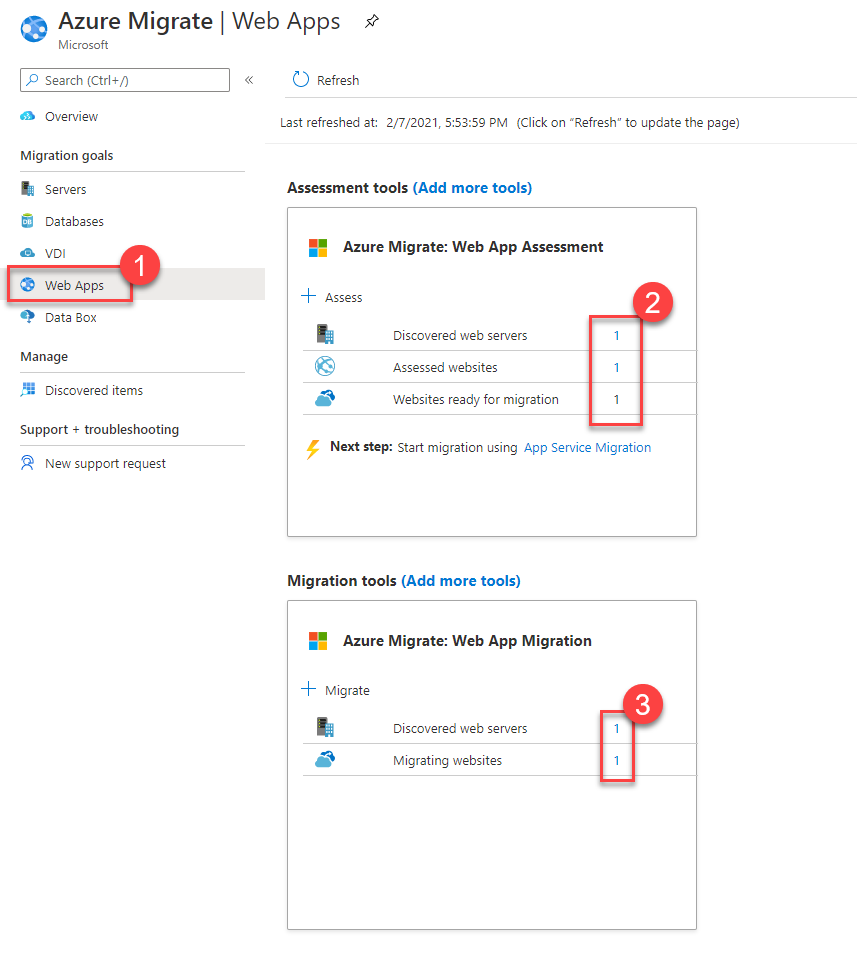 Azure Migrate | Web Apps
Microsoft
Search (Ctrl+/)
«
Refresh
Overview
Last refreshed at: 2/7/2021, 5:53:59 PM (Click on “Refresh” to update the page)
Migration goals
Servers
Databases
VDI
1
Web Apps
Data Box
Manage
Discovered items
Support + troubleshooting
New support request
Assessment tools (Add more tools)
Azure Migrate: Web App Assessment
Assess
2
Discovered web servers 1
Assessed websites 1
Websites ready for migration 1
Next step: Start migration using App Service Migration
Migration tools (Add more tools)
Azure Migrate: Web App Migration
Migrate
3
Discovered web servers 1
Migrating websites 1